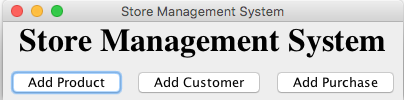 Store Management System
Store Management System
Add Product
Add Customer
Add Purchase